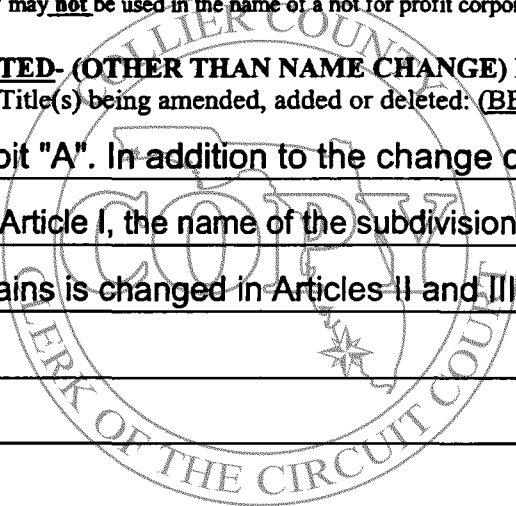 may not be used in the name of a not for profit corpor
TED- (OTHER THAN NAME CHANGE)
Title(s) being amended, added or deleted: (BE
bit "A". In addition to the change o
Article I, the name of the subdivision
ains is changed in Articles II and III
COLLIER COUNTY
COPY
CLERK OF THE CIRCUIT COURT